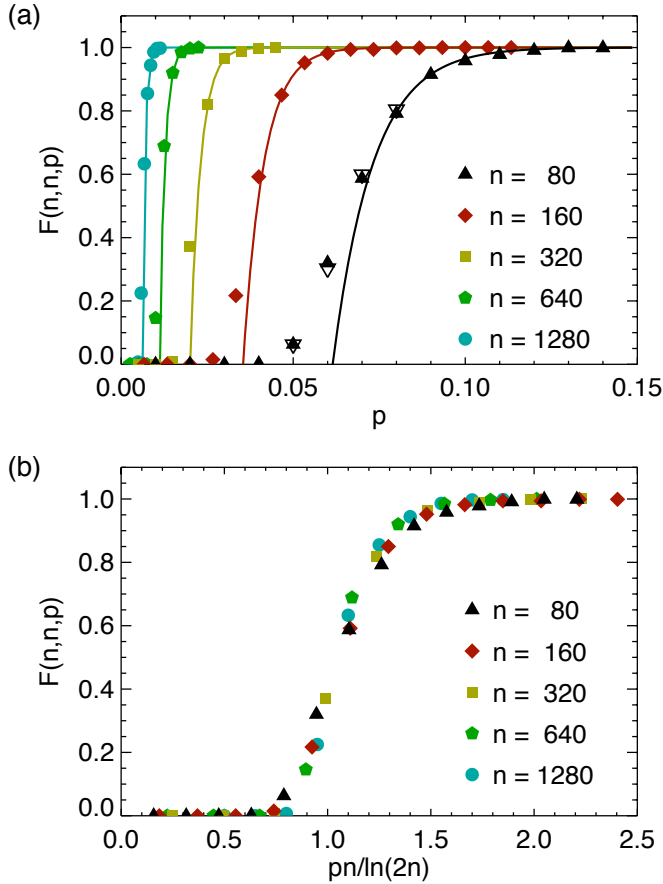 (a)
1.0
0.8
0.6
0.4
0.2
0.0
F(n,n,p)
n = 80
n = 160
n = 320
n = 640
n = 1280
0.00
0.05
0.10
0.15
p
(b)
1.0
0.8
0.6
0.4
0.2
0.0
F(n,n,p)
n = 80
n = 160
n = 320
n = 640
n = 1280
0.0
0.5
1.0
1.5
2.0
2.5
pn/ln(2n)